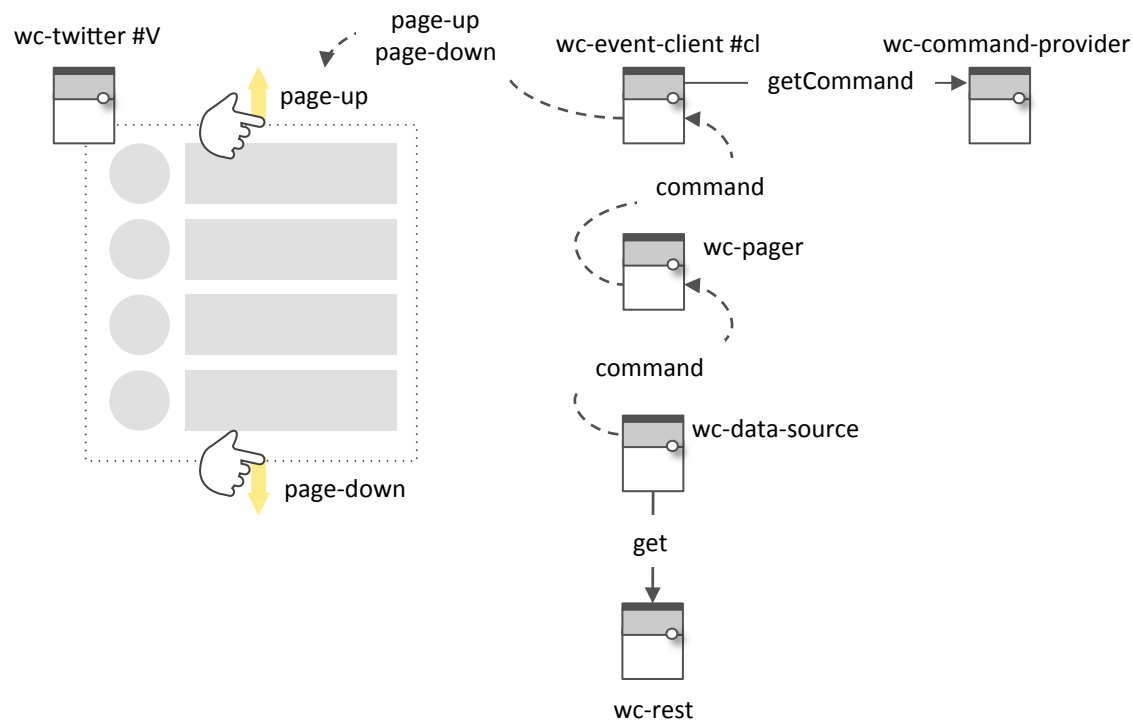 wc-twitter #V
page-up
page-down
wc-event-client #cl
wc-command-provider
getCommand
page-up
command
wc-pager
command
wc-data-source
page-down
get
wc-rest